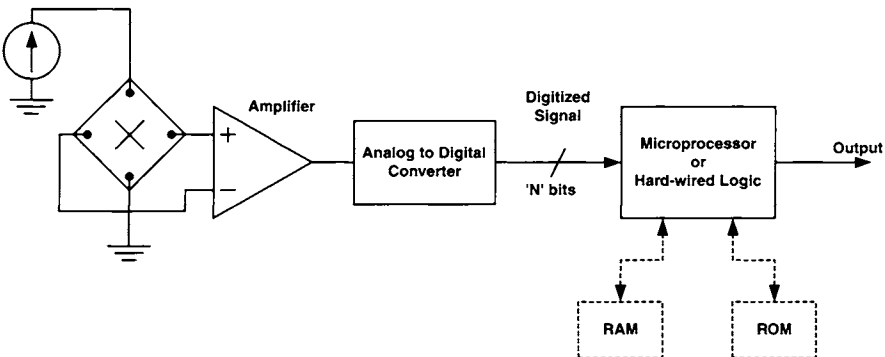 Amplifier
+
−
Analog to Digital
Converter
Digitized
Signal
'N' bits
Microprocessor
or
Hard-wired Logic
Output
RAM
ROM